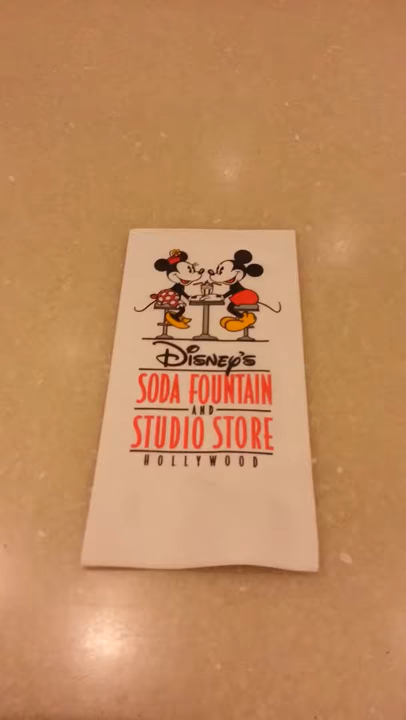 Disney's
SODA FOUNTAIN
AND
STUDIO STORE
HOLLYWOOD